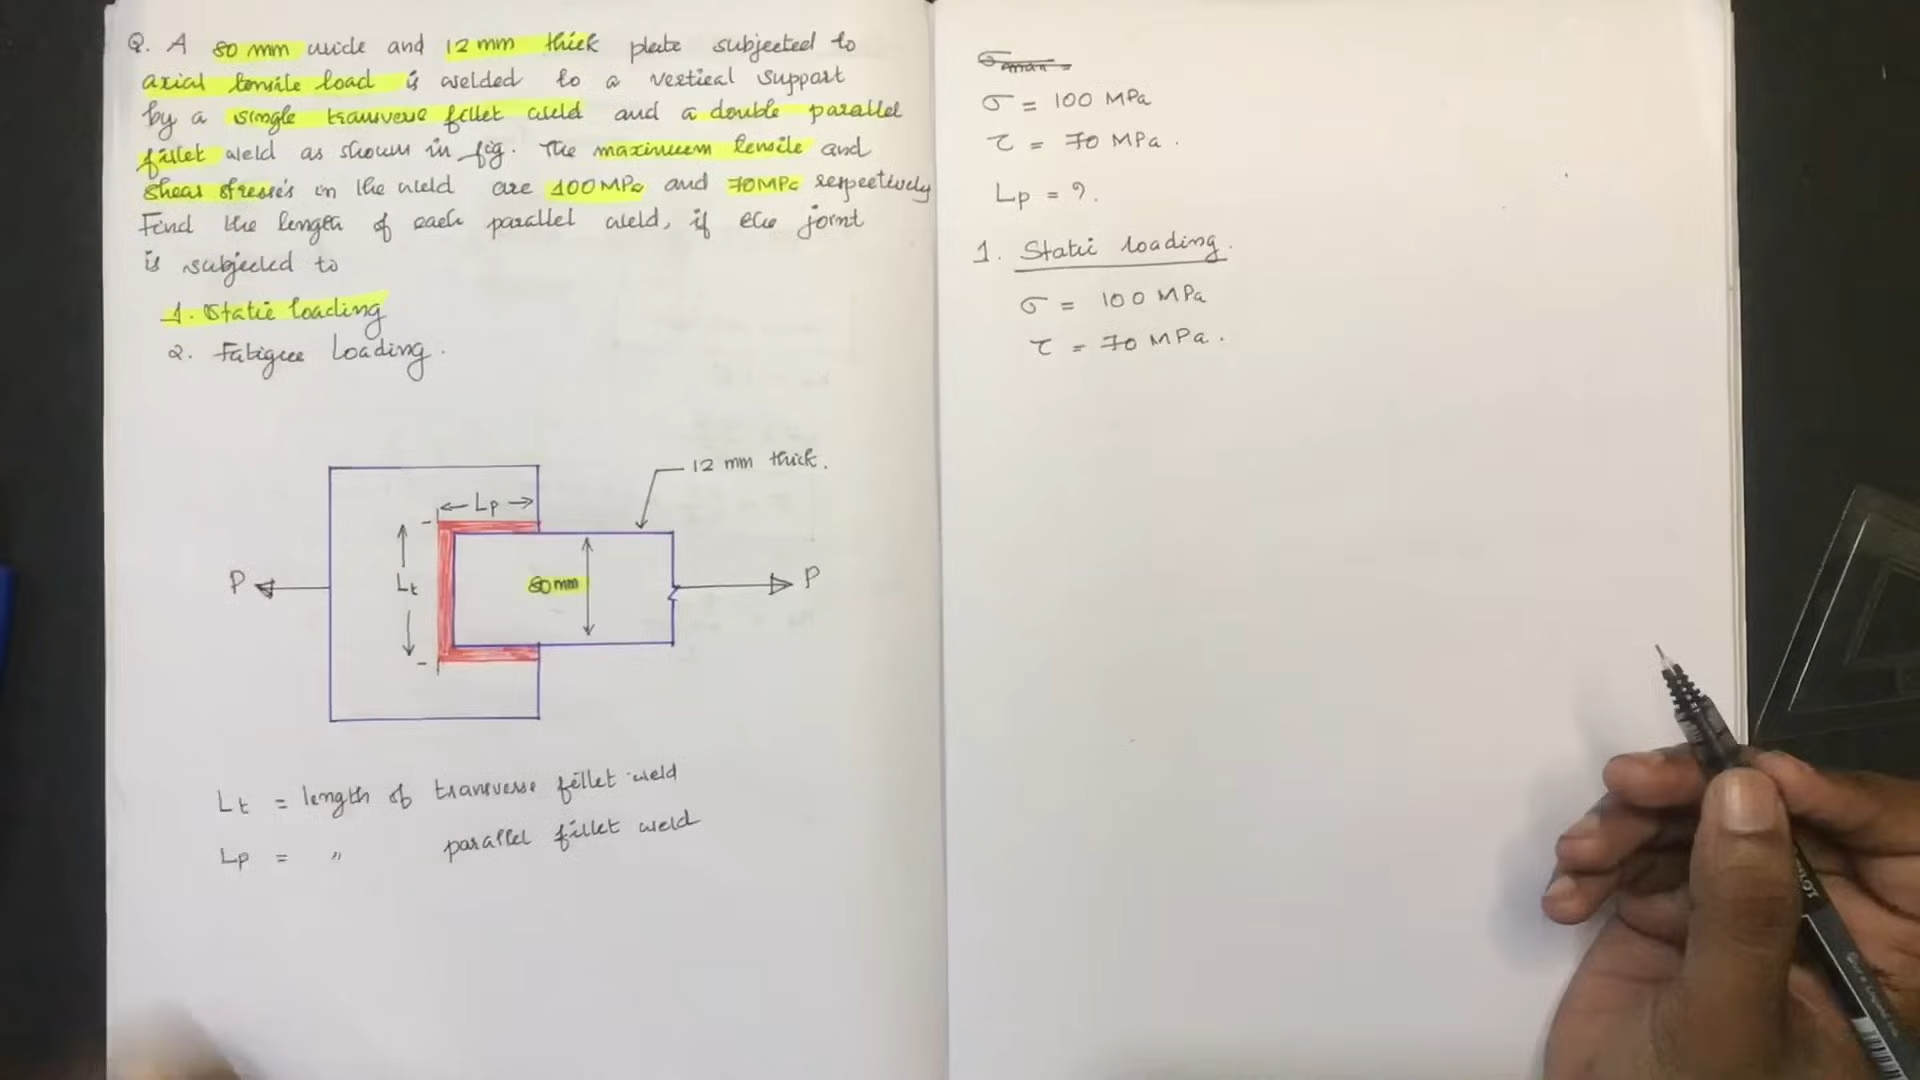 Q. A 80 mm wide and 12 mm thick plate subjected to
axial tensile load is welded to a vertical support
by a single transverse fillet weld and a double parallel
fillet weld as shown in fig. The maximum tensile and
shear stresses in the weld are 100 MPa and 70 MPa respectively
Find the length of each parallel weld, if the joint
is subjected to
1. Static loading
2. Fatigue Loading.
12 mm thick.
← Lp →
P
Lt
80 mm
P
Lt = length of transverse fillet weld
Lp = " parallel fillet weld
σman =
σ = 100 MPa
τ = 70 MPa.
Lp = ?.
1. Static loading.
σ = 100 MPa
τ = 70 MPa.